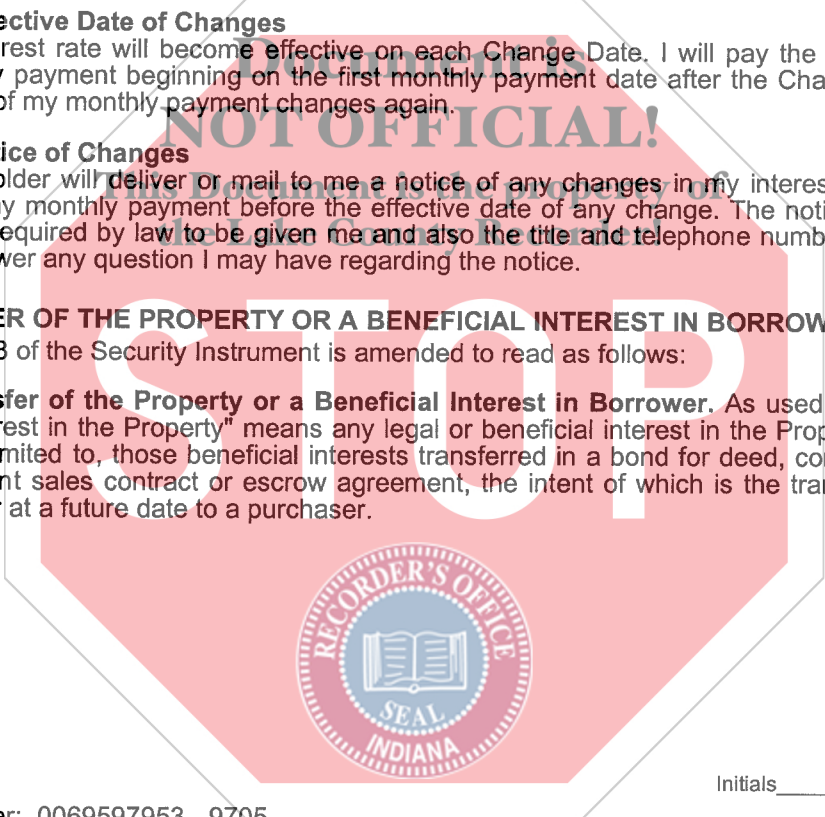 ective Date of Changes
rest rate will become effective on each Change Date. I will pay the
payment beginning on the first monthly payment date after the Cha
of my monthly payment changes again.
ice of Changes
older will deliver or mail to me a notice of any changes in my interes
y monthly payment before the effective date of any change. The noti
equired by law to be given me and also the title and telephone numb
wer any question I may have regarding the notice.
ER OF THE PROPERTY OR A BENEFICIAL INTEREST IN BORROW
of the Security Instrument is amended to read as follows:
sfer of the Property or a Beneficial Interest in Borrower. As used
rest in the Property" means any legal or beneficial interest in the Prop
mited to, those beneficial interests transferred in a bond for deed, co
nt sales contract or escrow agreement, the intent of which is the tran
at a future date to a purchaser.
Document is
NOT OFFICIAL!
This Document is the property of
the Lake County Recorder!
STOP
RECORDER'S OFFICE
SEAL
INDIANA
Initials
er: 0069597953 - 9705